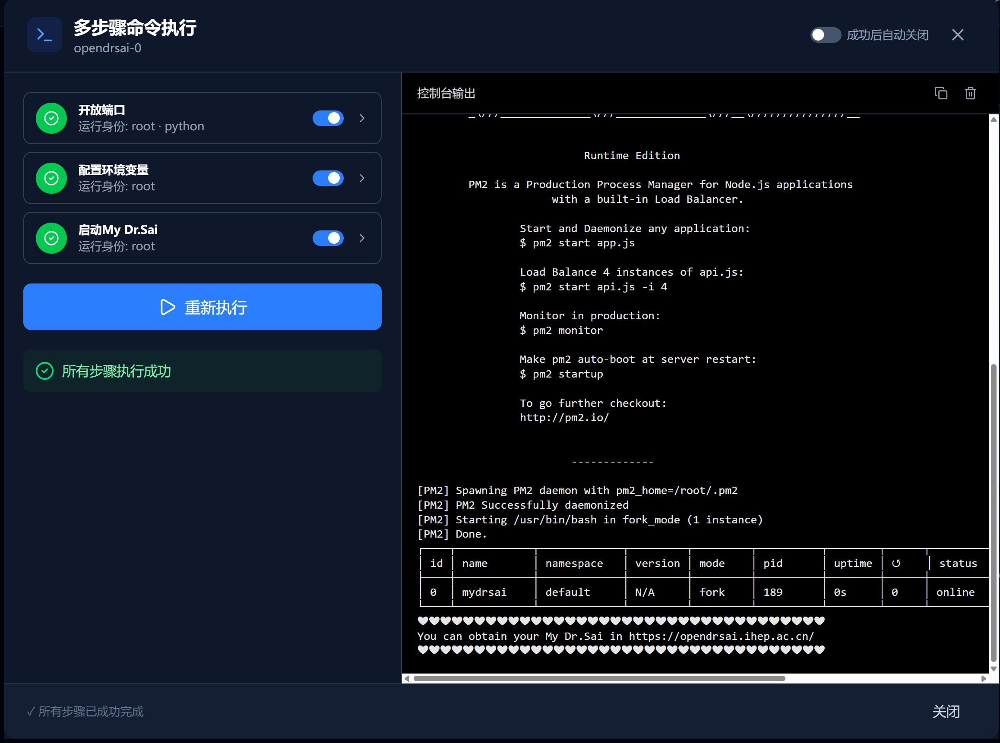 多步骤命令执行
opendrsai-0
成功后自动关闭
开放端口
运行身份: root · python
配置环境变量
运行身份: root
启动My Dr.Sai
运行身份: root
重新执行
所有步骤执行成功
控制台输出
Runtime Edition
PM2 is a Production Process Manager for Node.js applications
with a built-in Load Balancer.
Start and Daemonize any application:
$ pm2 start app.js
Load Balance 4 instances of api.js:
$ pm2 start api.js -i 4
Monitor in production:
$ pm2 monitor
Make pm2 auto-boot at server restart:
$ pm2 startup
To go further checkout:
http://pm2.io/
-------------
[PM2] Spawning PM2 daemon with pm2_home=/root/.pm2
[PM2] PM2 Successfully daemonized
[PM2] Starting /usr/bin/bash in fork_mode (1 instance)
[PM2] Done.
│ id │ name │ namespace │ version │ mode │ pid │ uptime │ ↺ │ status
│ 0 │ mydrsai │ default │ N/A │ fork │ 189 │ 0s │ 0 │ online
♥♥♥♥♥♥♥♥♥♥♥♥♥♥♥♥♥♥♥♥♥♥♥♥♥♥♥♥♥♥♥♥♥♥♥♥
You can obtain your My Dr.Sai in https://opendrsai.ihep.ac.cn/
♥♥♥♥♥♥♥♥♥♥♥♥♥♥♥♥♥♥♥♥♥♥♥♥♥♥♥♥♥♥♥♥♥♥♥♥
✓ 所有步骤已成功完成
关闭